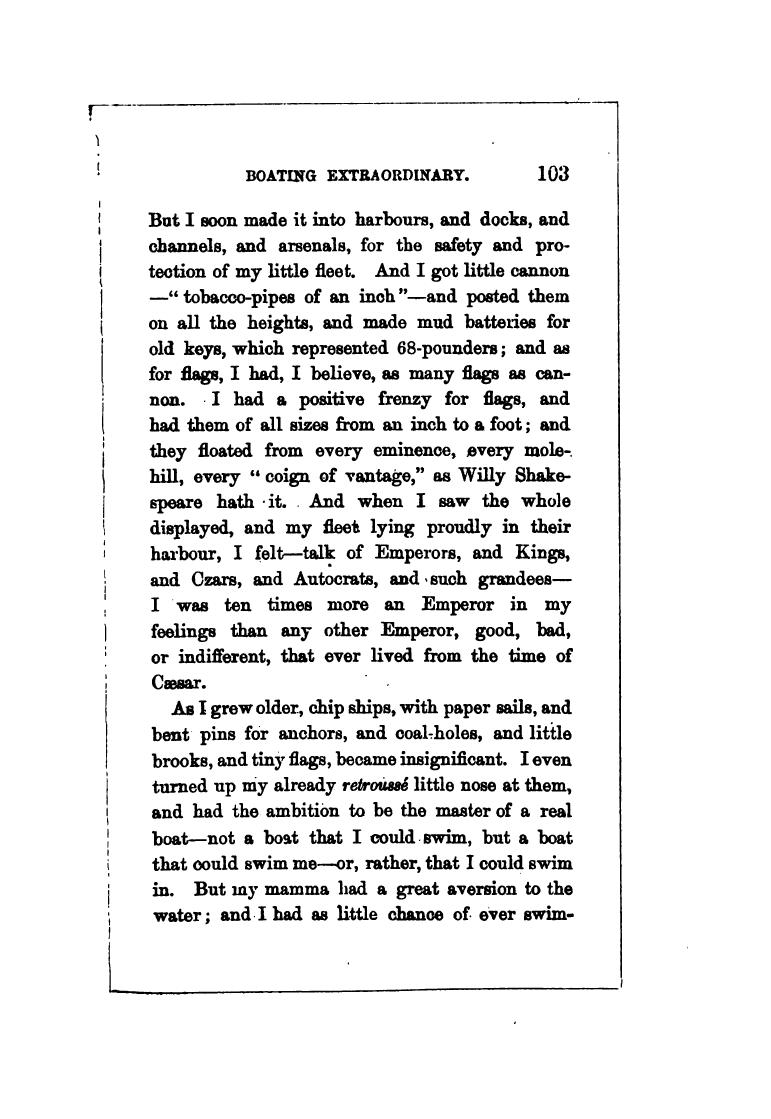 BOATING EXTRAORDINARY. 103
But I soon made it into harbours, and docks, and
channels, and arsenals, for the safety and pro-
tection of my little fleet. And I got little cannon
—“ tobacco-pipes of an inch”—and posted them
on all the heights, and made mud batteries for
old keys, which represented 68-pounders; and as
for flags, I had, I believe, as many flags as can-
non. I had a positive frenzy for flags, and
had them of all sizes from an inch to a foot; and
they floated from every eminence, every mole-
hill, every “ coign of vantage,” as Willy Shake-
speare hath it. And when I saw the whole
displayed, and my fleet lying proudly in their
harbour, I felt—talk of Emperors, and Kings,
and Czars, and Autocrats, and such grandees—
I was ten times more an Emperor in my
feelings than any other Emperor, good, bad,
or indifferent, that ever lived from the time of
Cæsar.
As I grew older, chip ships, with paper sails, and
bent pins for anchors, and coal-holes, and little
brooks, and tiny flags, became insignificant. I even
turned up my already retroussé little nose at them,
and had the ambition to be the master of a real
boat—not a boat that I could swim, but a boat
that could swim me—or, rather, that I could swim
in. But my mamma had a great aversion to the
water; and I had as little chance of ever swim-